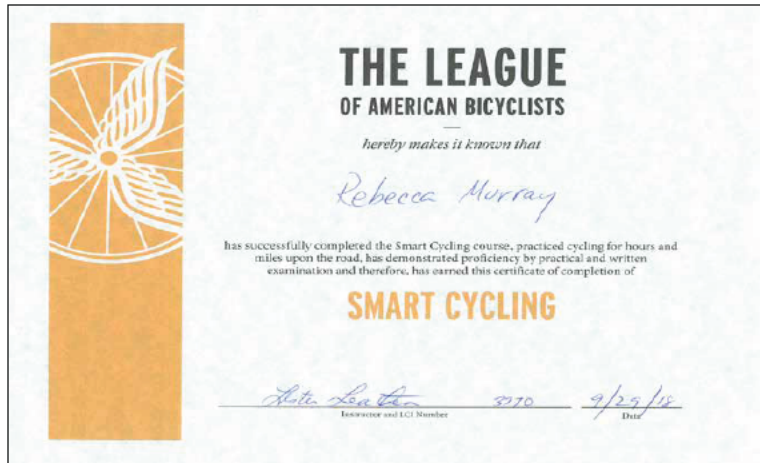 THE LEAGUE
OF AMERICAN BICYCLISTS
hereby makes it known that
Rebecca Murray
has successfully completed the Smart Cycling course, practiced cycling for hours and
miles upon the road, has demonstrated proficiency by practical and written
examination and therefore, has earned this certificate of completion of
SMART CYCLING
9/29/18
Instructor and LCI Number Date